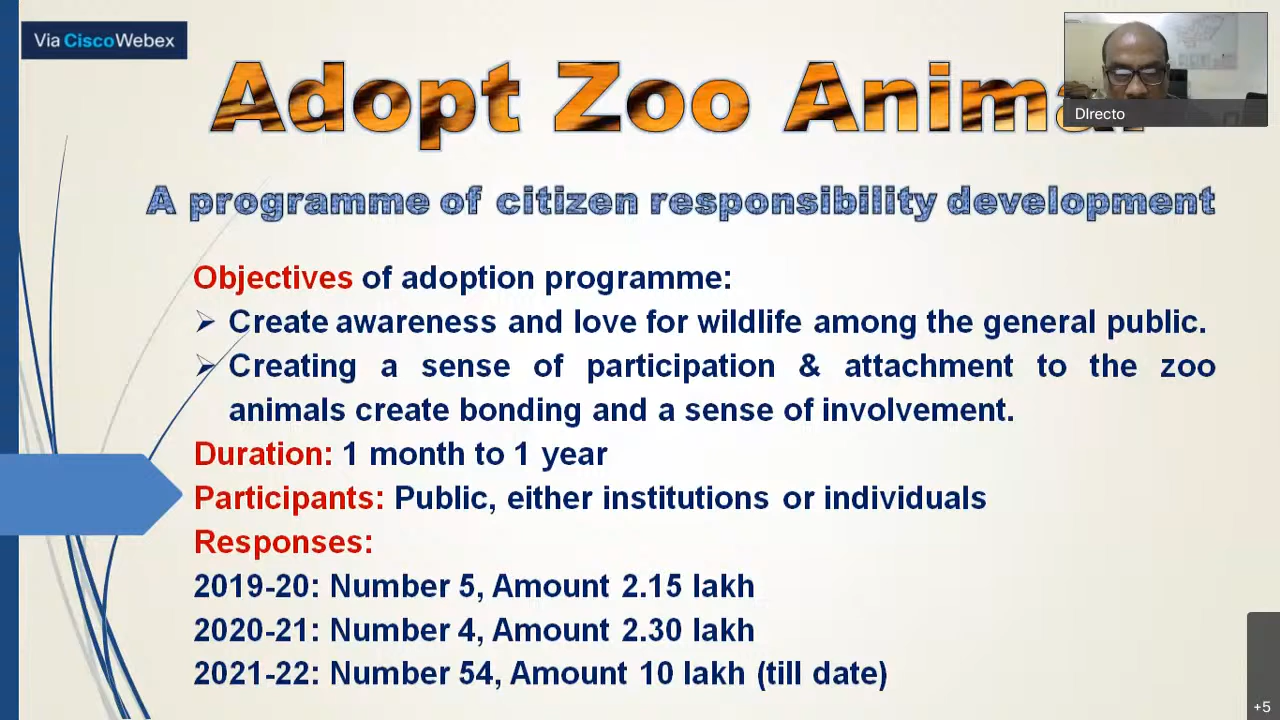 Via Cisco Webex
Adopt Zoo
DIrecto
A programme of citizen responsibility development
Objectives of adoption programme:
Create awareness and love for wildlife among the general public.
Creating a sense of participation & attachment to the zoo
animals create bonding and a sense of involvement.
Duration: 1 month to 1 year
Participants: Public, either institutions or individuals
Responses:
2019-20: Number 5, Amount 2.15 lakh
2020-21: Number 4, Amount 2.30 lakh
2021-22: Number 54, Amount 10 lakh (till date)
+5